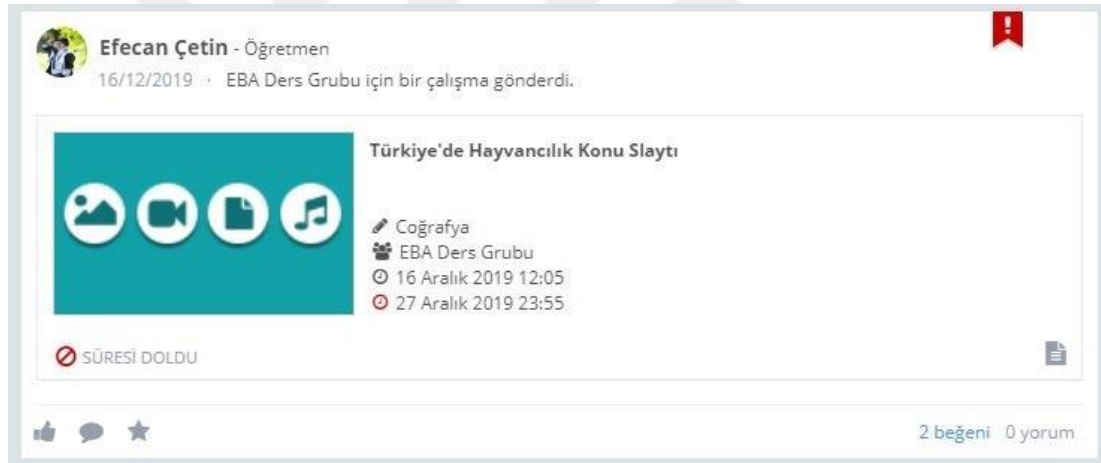 Efecan Çetin - Öğretmen
16/12/2019 · EBA Ders Grubu için bir çalışma gönderdi.
Türkiye'de Hayvancılık Konu Slaytı
Coğrafya
EBA Ders Grubu
16 Aralık 2019 12:05
27 Aralık 2019 23:55
SÜRESİ DOLDU
2 beğeni 0 yorum